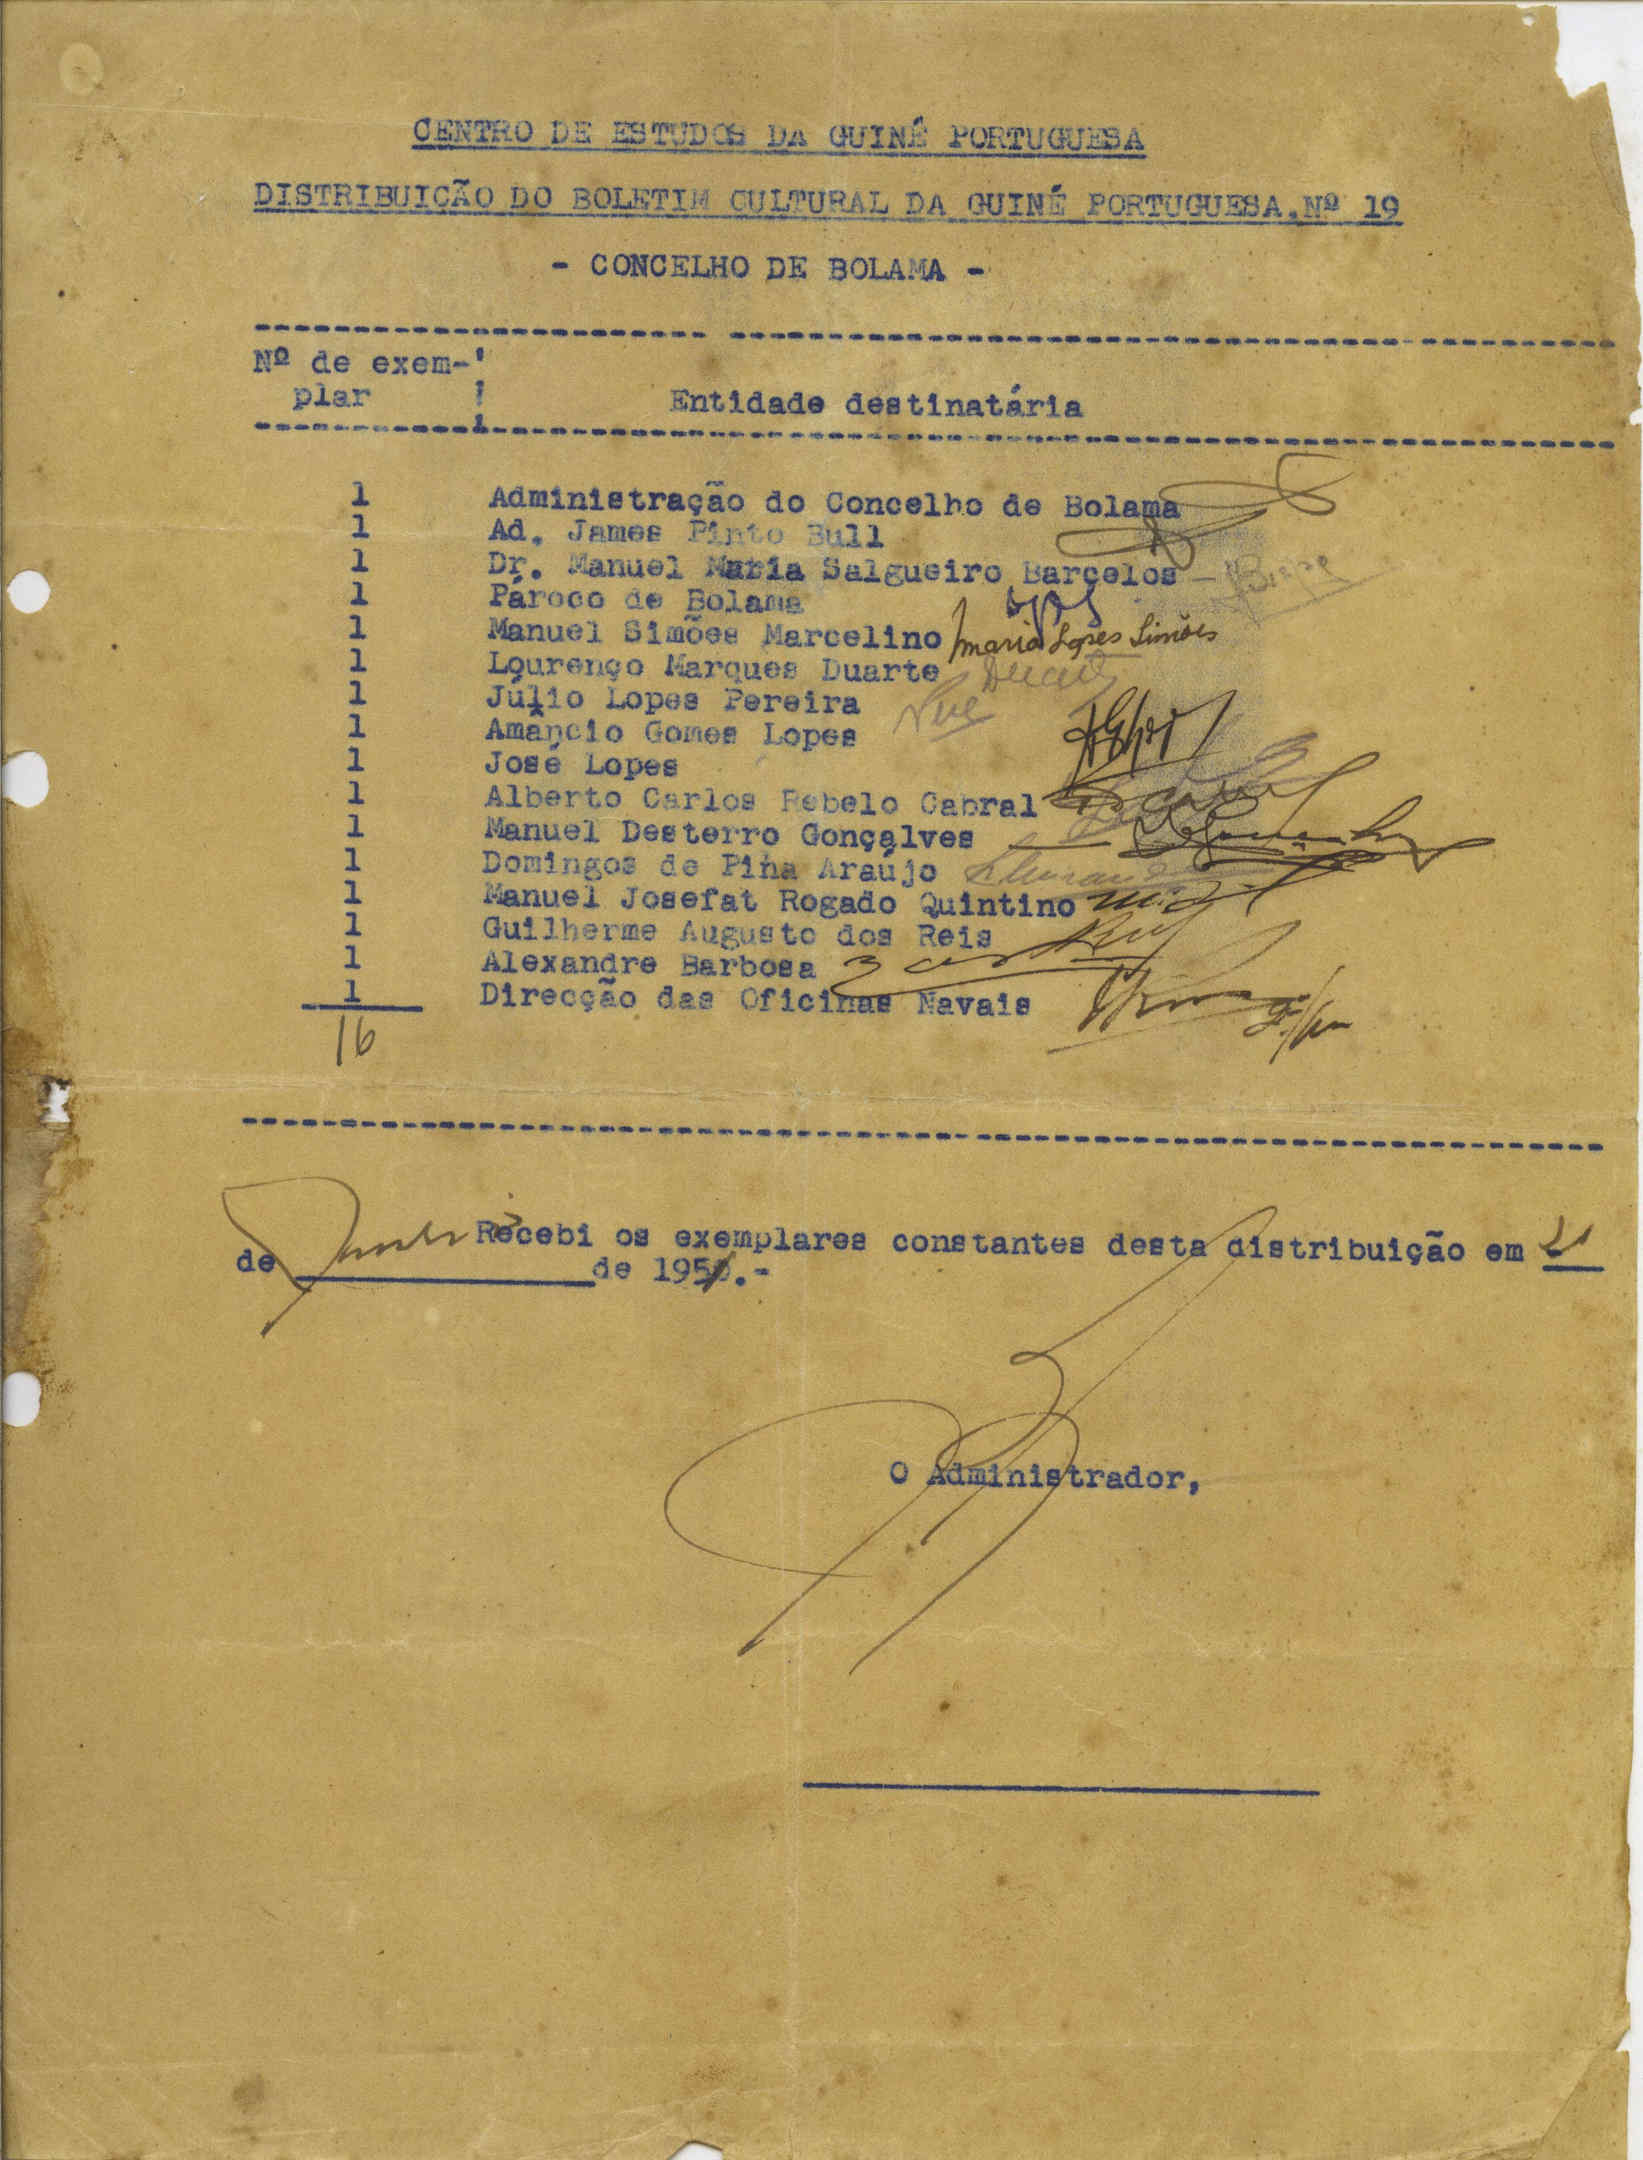 CENTRO DE ESTUDOS DA GUINÉ PORTUGUESA
DISTRIBUIÇÃO DO BOLETIM CULTURAL DA GUINÉ PORTUGUESA.Nº 19
- CONCELHO DE BOLAMA -
Nº de exem-
plar
Entidade destinatária
1 Administração do Concelho de Bolama
1 Ad. James Pinto Bull
1 Dr. Manuel Maria Salgueiro Barcelos
1 Pároco de Bolama
1 Manuel Simões Marcelino Maria Lopes Simões
1 Lourenço Marques Duarte Duarte
1 Júlio Lopes Pereira
1 Amâncio Gomes Lopes
1 José Lopes
1 Alberto Carlos Rebelo Cabral
1 Manuel Desterro Gonçalves
1 Domingos de Pina Araújo
1 Manuel Josefat Rogado Quintino
1 Guilherme Augusto dos Reis
1 Alexandre Barbosa
1 Direcção das Oficinas Navais
16
Recebi os exemplares constantes desta distribuição em
de de 195 .-
O Administrador,